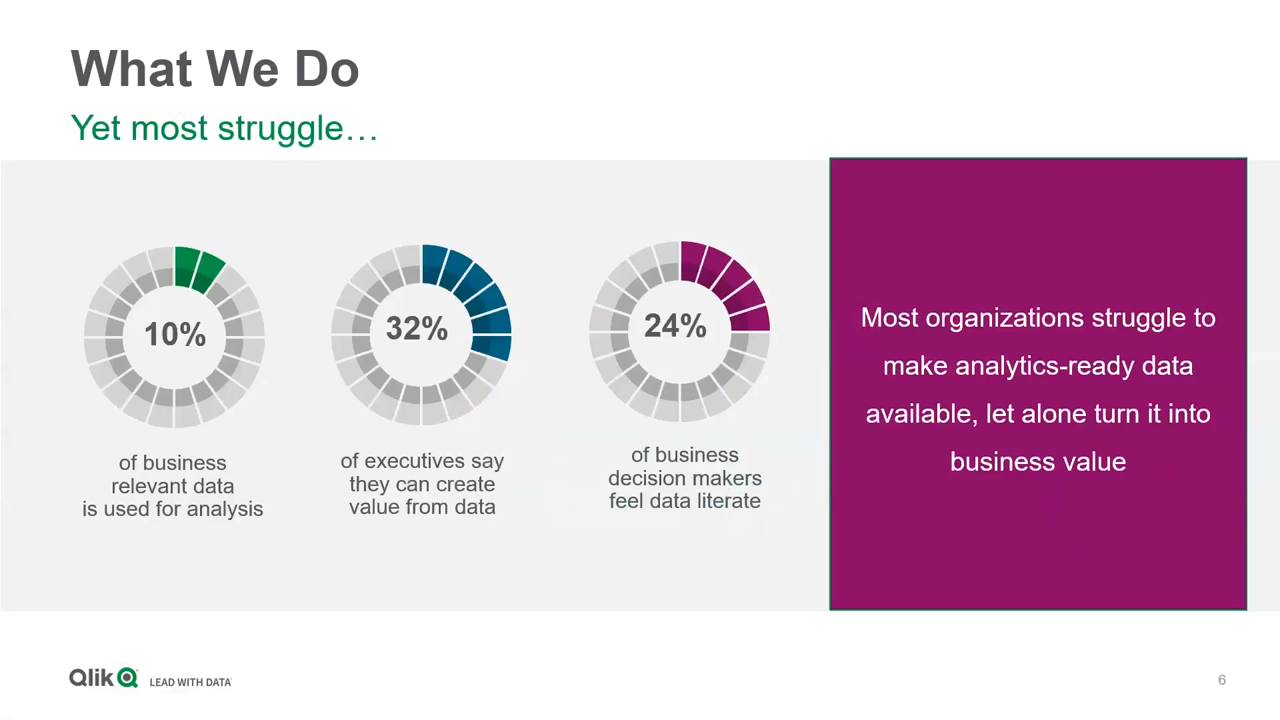 What We Do
Yet most struggle…
10%
of business
relevant data
is used for analysis
32%
of executives say
they can create
value from data
24%
of business
decision makers
feel data literate
Most organizations struggle to
make analytics-ready data
available, let alone turn it into
business value
Qlik LEAD WITH DATA
6